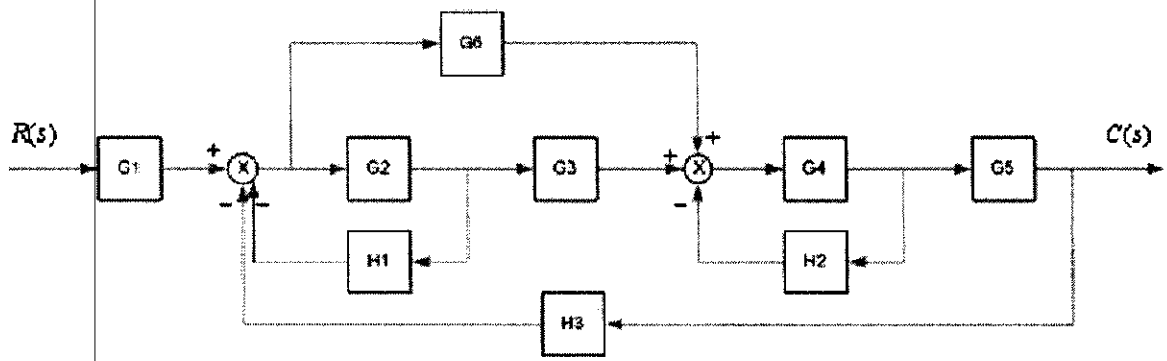 G6
R(s)
C(s)
+
+
+
G1
X
G2
G3
X
G4
G5
-
-
-
H1
H2
H3